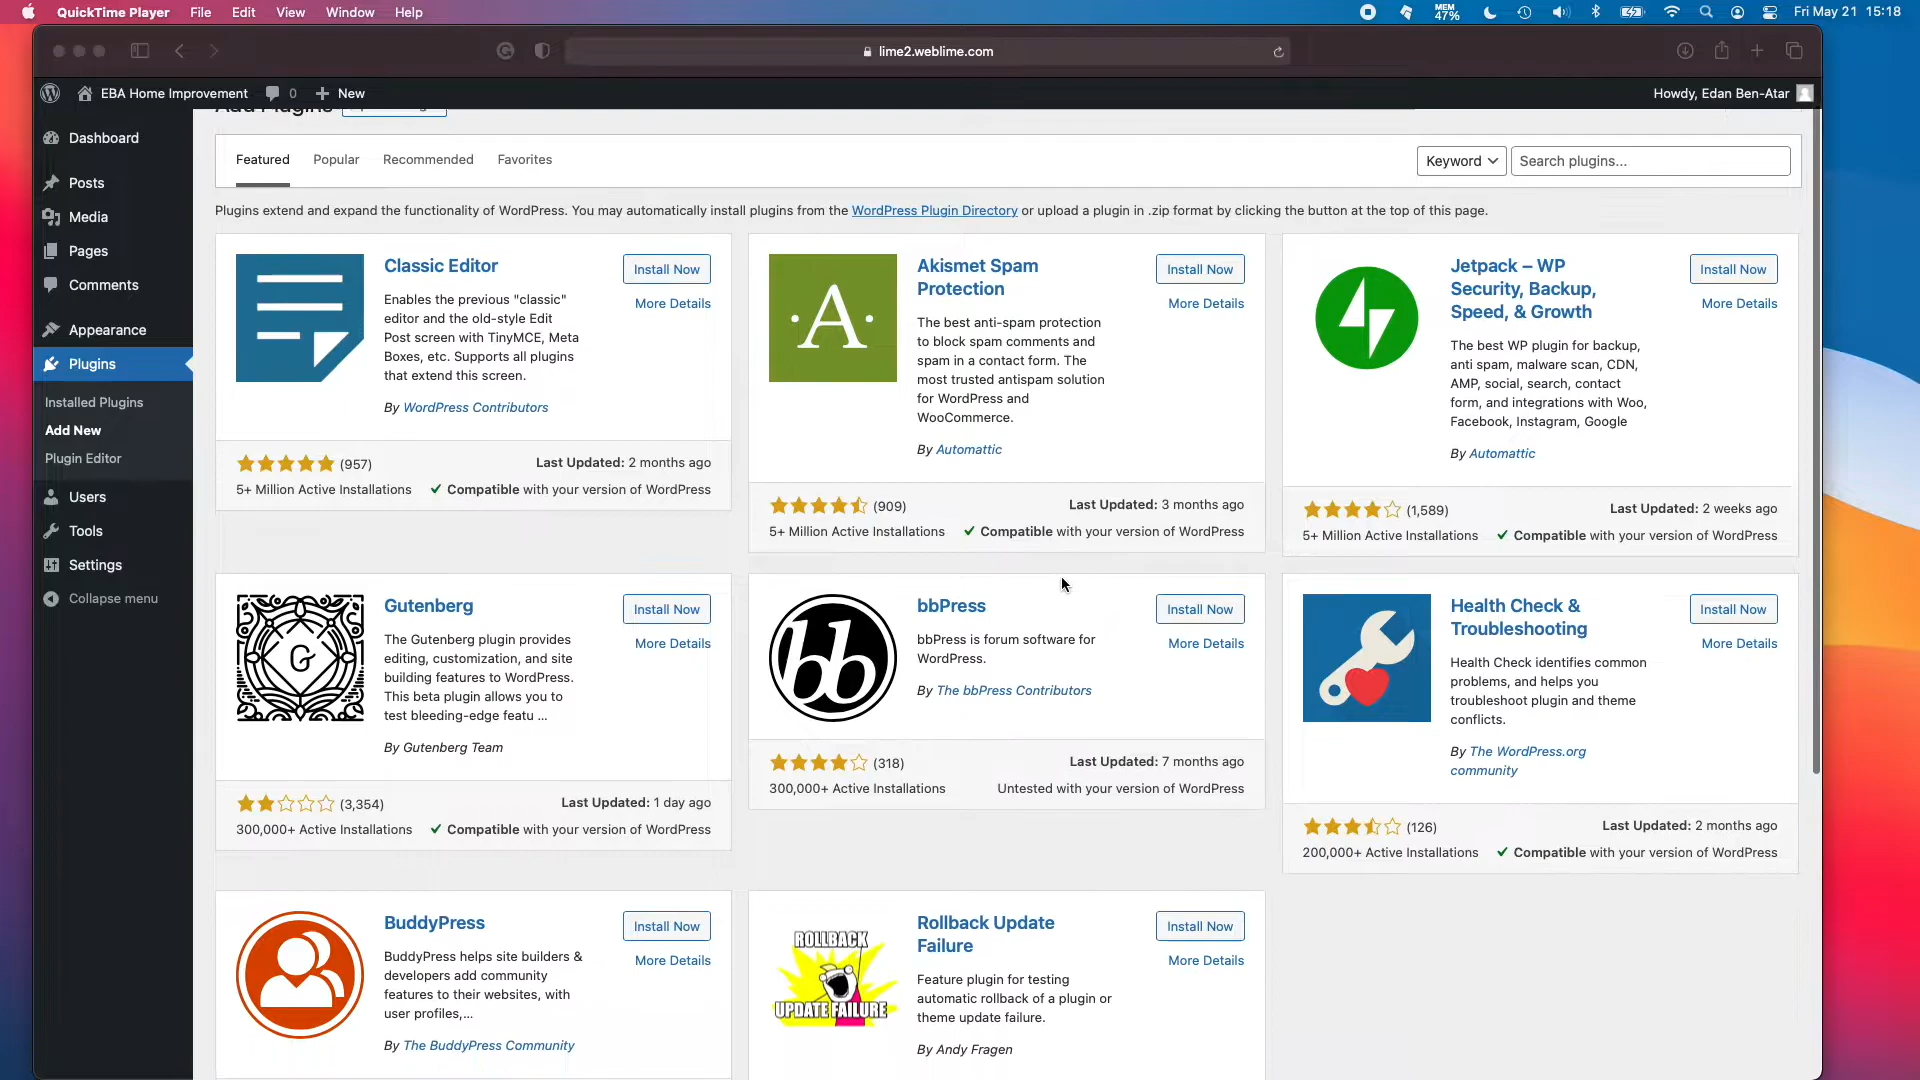 QuickTime Player File Edit View Window Help
MEM 47% Fri May 21 15:18
lime2.weblime.com
EBA Home Improvement 0 New
Howdy, Edan Ben-Atar
Add Plugins
Dashboard
Posts
Media
Pages
Comments
Appearance
Plugins
Installed Plugins
Add New
Plugin Editor
Users
Tools
Settings
Collapse menu
Featured Popular Recommended Favorites
Keyword Search plugins...
Plugins extend and expand the functionality of WordPress. You may automatically install plugins from the WordPress Plugin Directory or upload a plugin in .zip format by clicking the button at the top of this page.
Classic Editor
Install Now
More Details
Enables the previous "classic"
editor and the old-style Edit
Post screen with TinyMCE, Meta
Boxes, etc. Supports all plugins
that extend this screen.
By WordPress Contributors
(957)
Last Updated: 2 months ago
5+ Million Active Installations
Compatible with your version of WordPress
A
Akismet Spam
Protection
Install Now
More Details
The best anti-spam protection
to block spam comments and
spam in a contact form. The
most trusted antispam solution
for WordPress and
WooCommerce.
By Automattic
(909)
Last Updated: 3 months ago
5+ Million Active Installations
Compatible with your version of WordPress
Jetpack – WP
Security, Backup,
Speed, & Growth
Install Now
More Details
The best WP plugin for backup,
anti spam, malware scan, CDN,
AMP, social, search, contact
form, and integrations with Woo,
Facebook, Instagram, Google
By Automattic
(1,589)
Last Updated: 2 weeks ago
5+ Million Active Installations
Compatible with your version of WordPress
G
Gutenberg
Install Now
More Details
The Gutenberg plugin provides
editing, customization, and site
building features to WordPress.
This beta plugin allows you to
test bleeding-edge featu ...
By Gutenberg Team
(3,354)
Last Updated: 1 day ago
300,000+ Active Installations
Compatible with your version of WordPress
bb
bbPress
Install Now
More Details
bbPress is forum software for
WordPress.
By The bbPress Contributors
(318)
Last Updated: 7 months ago
300,000+ Active Installations
Untested with your version of WordPress
Health Check &
Troubleshooting
Install Now
More Details
Health Check identifies common
problems, and helps you
troubleshoot plugin and theme
conflicts.
By The WordPress.org
community
(126)
Last Updated: 2 months ago
200,000+ Active Installations
Compatible with your version of WordPress
BuddyPress
Install Now
More Details
BuddyPress helps site builders &
developers add community
features to their websites, with
user profiles,...
By The BuddyPress Community
ROLLBACK
UPDATE FAILURE
Rollback Update
Failure
Install Now
More Details
Feature plugin for testing
automatic rollback of a plugin or
theme update failure.
By Andy Fragen